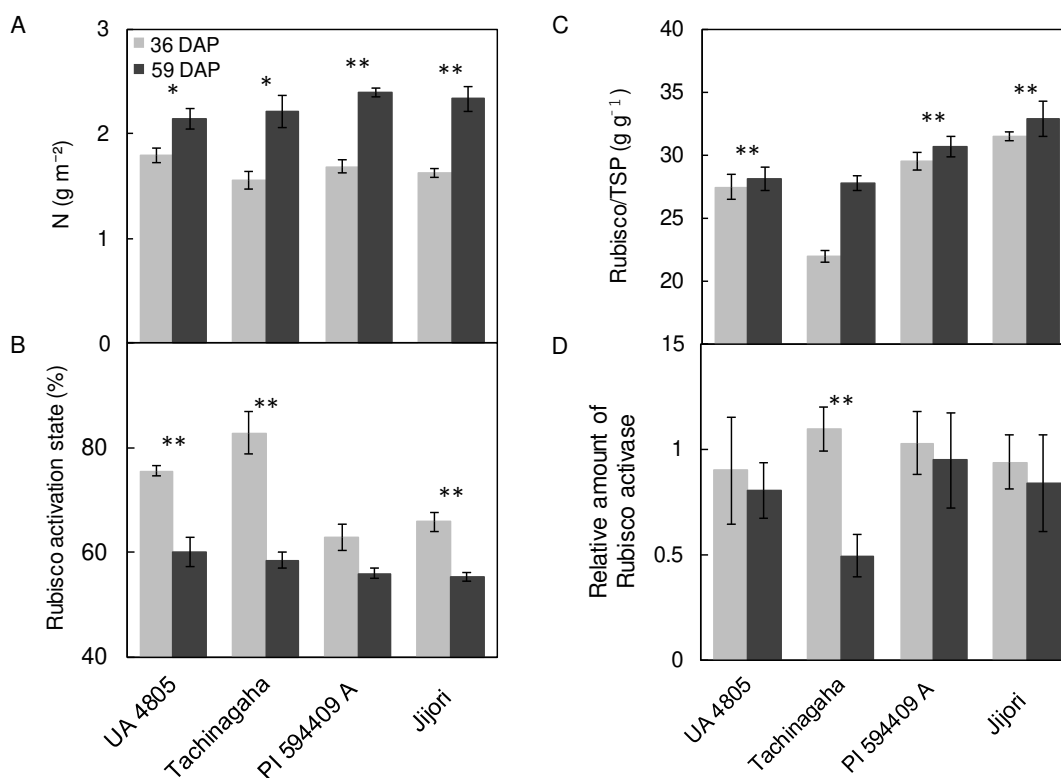 A
N (g m⁻²)
3
2
1
0
36 DAP
59 DAP
*
*
**
**
B
Rubisco activation state (%)
80
60
40
**
**
**
UA 4805
Tachinagaha
PI 594409 A
Jijori
C
Rubisco/TSP (g g⁻¹)
40
35
30
25
20
15
**
**
**
D
Relative amount of
Rubisco activase
1
0.5
0
**
UA 4805
Tachinagaha
PI 594409 A
Jijori